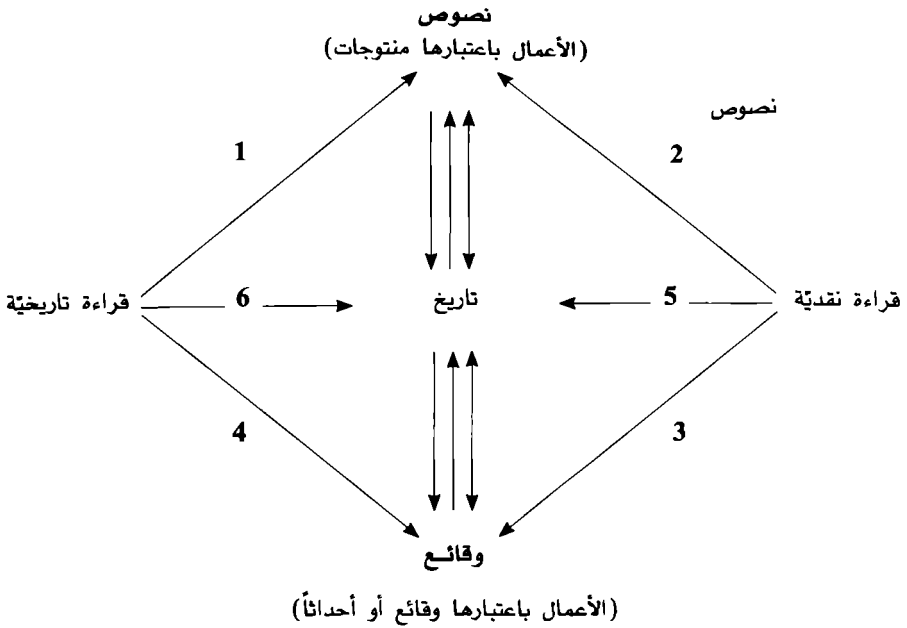 نصوص
(الأعمال باعتبارها منتوجات)
نصوص
1
2
قراءة نقديّة
5
تاريخ
6
قراءة تاريخيّة
3
4
وقائـع
(الأعمال باعتبارها وقائع أو أحداثاً)